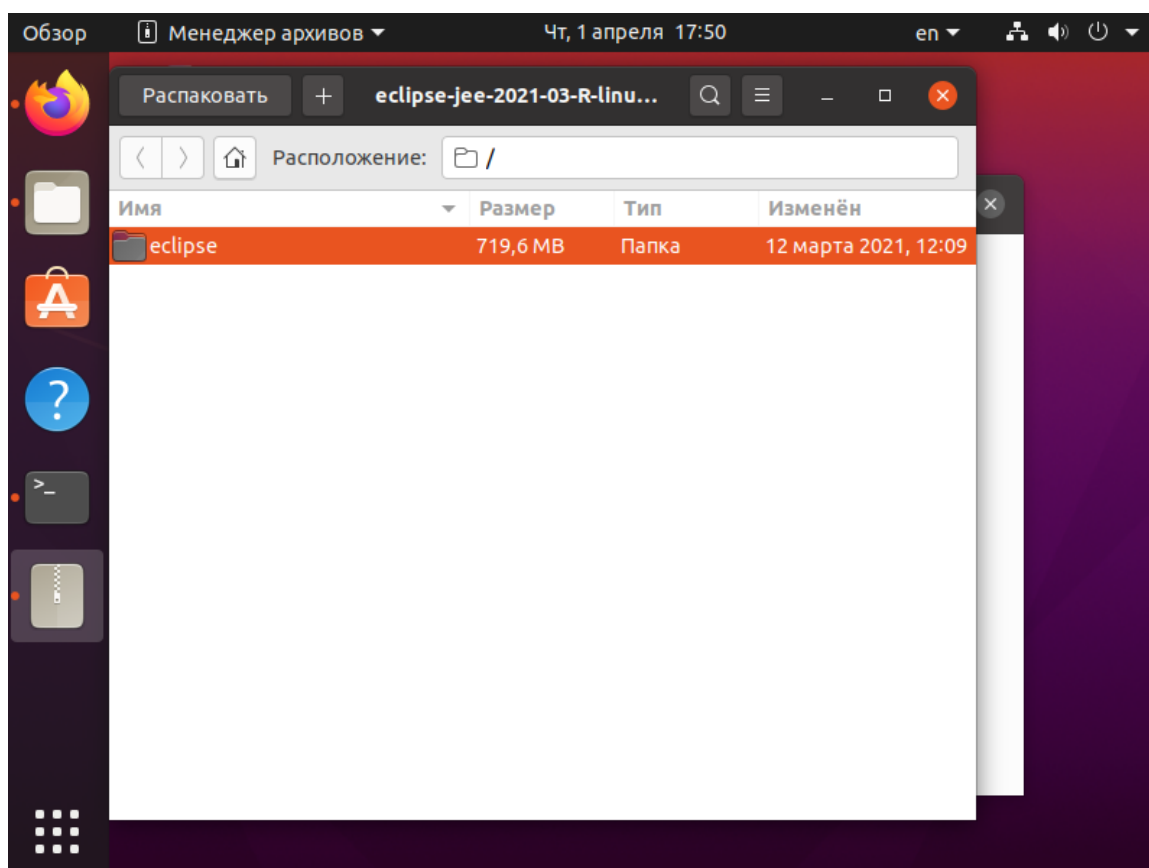 Обзор Менеджер архивов Чт, 1 апреля 17:50 en
Распаковать + eclipse-jee-2021-03-R-linu...
Расположение: /
Имя Размер Тип Изменён
eclipse 719,6 MB Папка 12 марта 2021, 12:09
?
>_